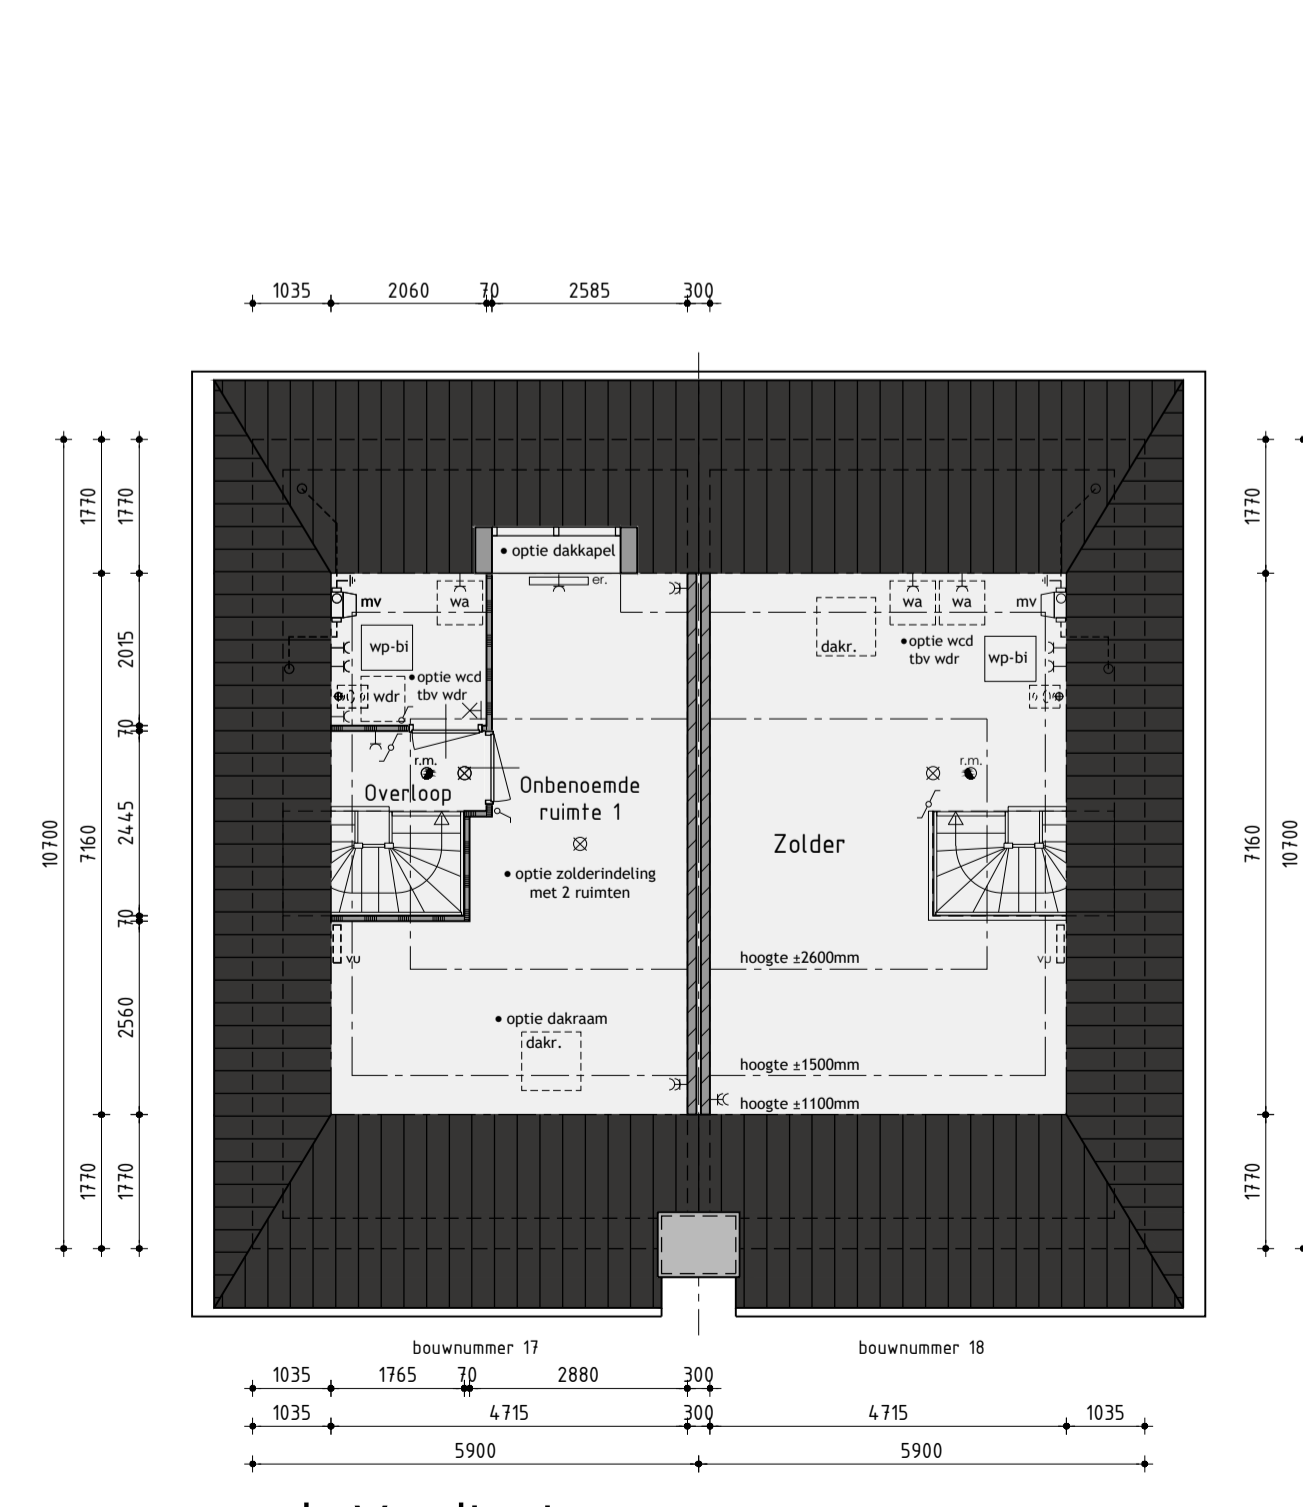 1035 2060 70 2585 300
1770 1770 1770
• optie dakkapel
er.
mv wa wa wa mv
dakr.
wp-bi
• optie wcd
tbv wdr
wp-bi
2015
• optie wcd
tbv wdr
wdr
70
r.m. r.m.
Overloop
Onbenoemde
ruimte 1
10700 7160 2445 7160 10700
Zolder
• optie zolderindeling
met 2 ruimten
70
vu vu
hoogte ±2600mm
2560
• optie dakraam
dakr.
hoogte ±1500mm
hoogte ±1100mm
1770 1770 1770
bouwnummer 17 bouwnummer 18
1035 1765 70 2880 300
1035 4715 300 4715 1035
5900 5900